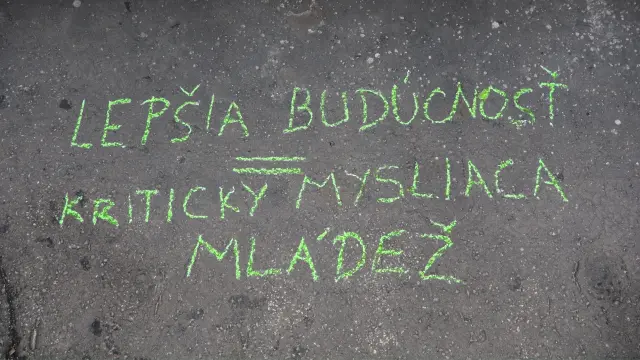 LEPŠIA BUDÚCNOSŤ
=
KRITICKY MYSLIACA
MLÁDEŽ